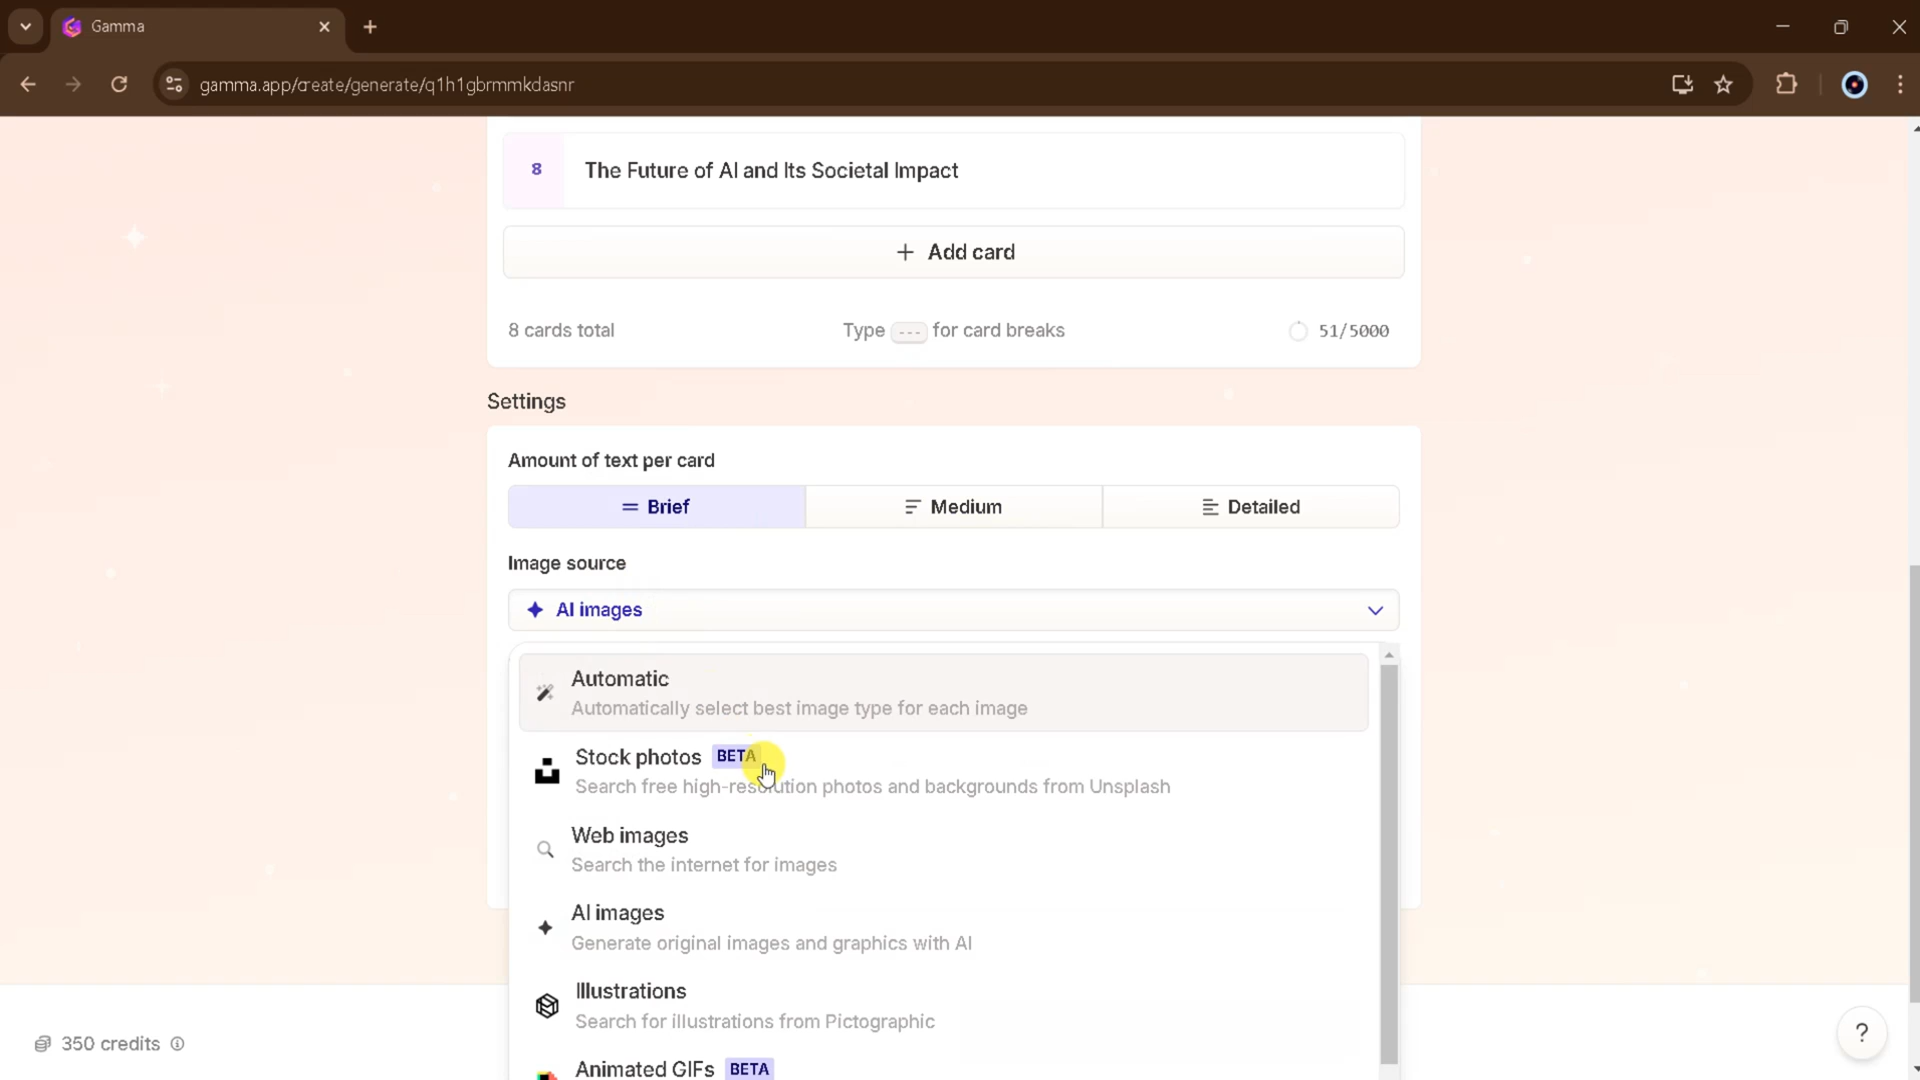 Gamma
gamma.app/create/generate/q1h1gbrmmkdasnr
8 The Future of AI and Its Societal Impact
+ Add card
8 cards total Type --- for card breaks 51/5000
Settings
Amount of text per card
Brief Medium Detailed
Image source
AI images
Automatic
Automatically select best image type for each image
Stock photos BETA
Search free high-resolution photos and backgrounds from Unsplash
Web images
Search the internet for images
AI images
Generate original images and graphics with AI
Illustrations
Search for illustrations from Pictographic
350 credits ?
Animated GIFs BETA